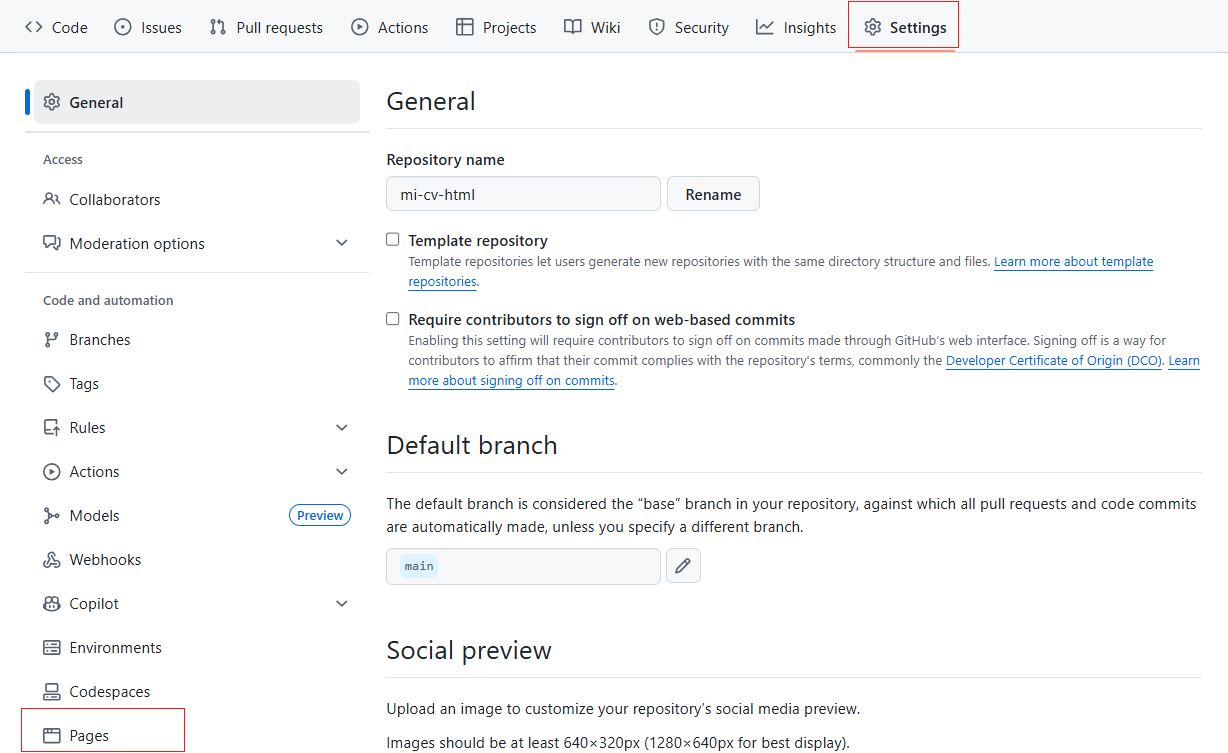 Code Issues Pull requests Actions Projects Wiki Security Insights Settings
General
Access
Collaborators
Moderation options
Code and automation
Branches
Tags
Rules
Actions
Models Preview
Webhooks
Copilot
Environments
Codespaces
Pages
General
Repository name
mi-cv-html Rename
Template repository
Template repositories let users generate new repositories with the same directory structure and files. Learn more about template
repositories.
Require contributors to sign off on web-based commits
Enabling this setting will require contributors to sign off on commits made through GitHub's web interface. Signing off is a way for
contributors to affirm that their commit complies with the repository's terms, commonly the Developer Certificate of Origin (DCO). Learn
more about signing off on commits.
Default branch
The default branch is considered the “base” branch in your repository, against which all pull requests and code commits
are automatically made, unless you specify a different branch.
main
Social preview
Upload an image to customize your repository's social media preview.
Images should be at least 640×320px (1280×640px for best display).